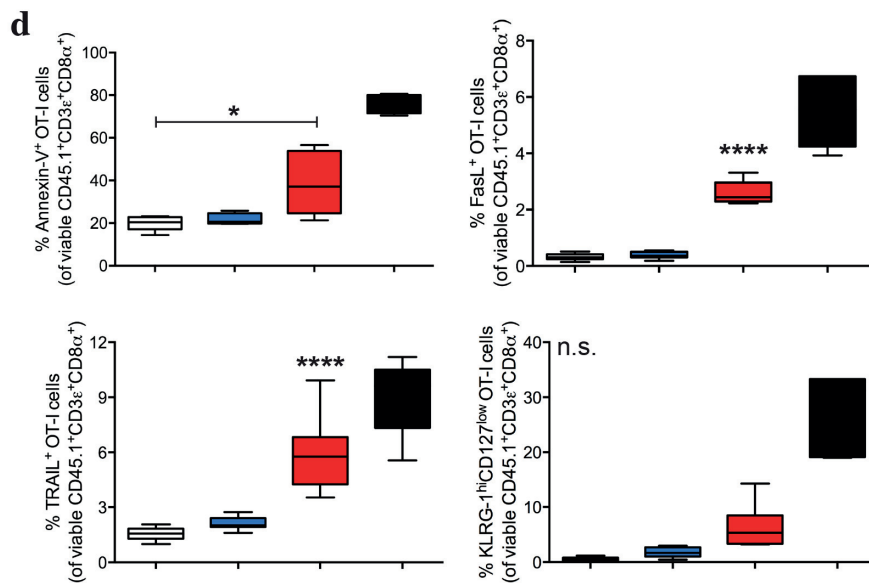 d
% Annexin-V⁺ OT-I cells
(of viable CD45.1⁺CD3ε⁺CD8α⁺)
100
80
60
40
20
0
*
% FasL⁺ OT-I cells
(of viable CD45.1⁺CD3ε⁺CD8α⁺)
8
6
4
2
0
****
% TRAIL⁺ OT-I cells
(of viable CD45.1⁺CD3ε⁺CD8α⁺)
12
9
6
3
0
****
% KLRG-1ʰⁱCD127ˡᵒʷ OT-I cells
(of viable CD45.1⁺CD3ε⁺CD8α⁺)
40
30
20
10
0
n.s.